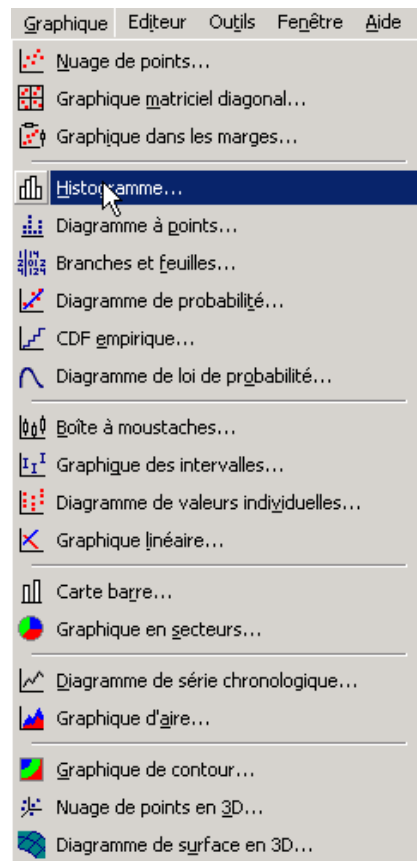 Graphique Editeur Outils Fenêtre Aide
Nuage de points...
Graphique matriciel diagonal...
Graphique dans les marges...
Histogramme...
Diagramme à points...
Branches et feuilles...
Diagramme de probabilité...
CDF empirique...
Diagramme de loi de probabilité...
Boîte à moustaches...
Graphique des intervalles...
Diagramme de valeurs individuelles...
Graphique linéaire...
Carte barre...
Graphique en secteurs...
Diagramme de série chronologique...
Graphique d'aire...
Graphique de contour...
Nuage de points en 3D...
Diagramme de surface en 3D...